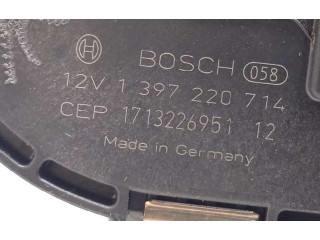 BOSCH 058
12V 1 397 220 714
CEP 1713226951 12
Made in Germany